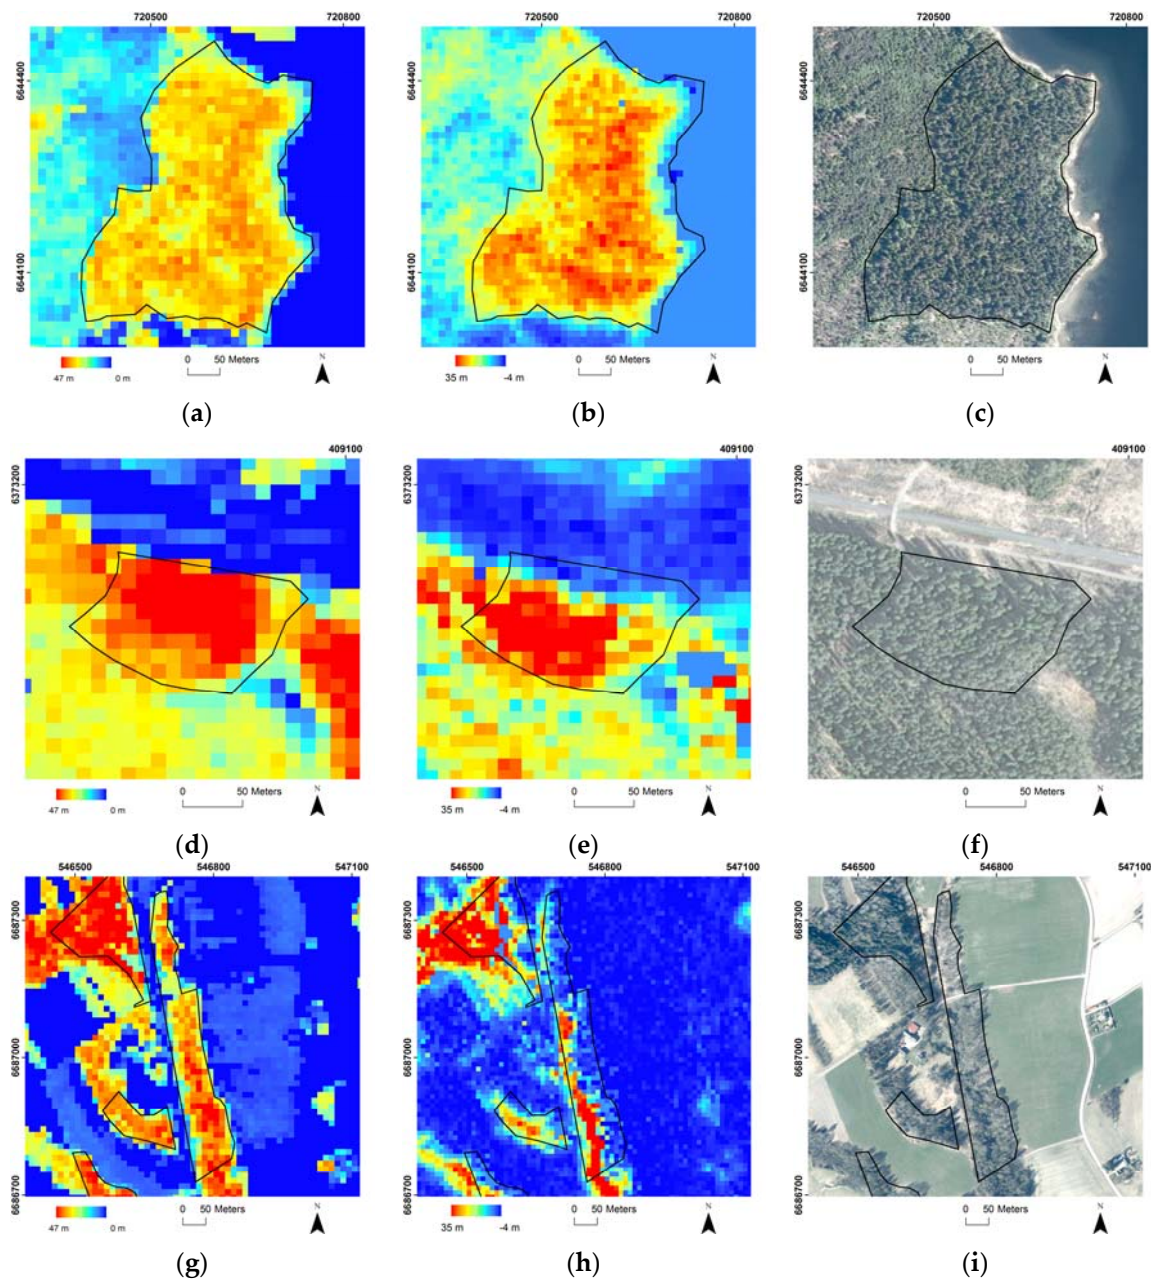 720500 720800 720500 720800 720500 720800
6644400 6644400 6644400
6644100 6644100 6644100
0 50 Meters N 0 50 Meters N 0 50 Meters N
47 m 0 m 35 m -4 m
(a) (b) (c)
409100 409100 409100
6373200 6373200 6373200
0 50 Meters N 0 50 Meters N 0 50 Meters N
47 m 0 m 35 m -4 m
(d) (e) (f)
546500 546800 547100 546500 546800 547100 546500 546800 547100
6687300 6687300 6687300
6687000 6687000 6687000
6686700 6686700 6686700
0 50 Meters N 0 50 Meters N 0 50 Meters N
47 m 0 m 35 m -4 m
(g) (h) (i)